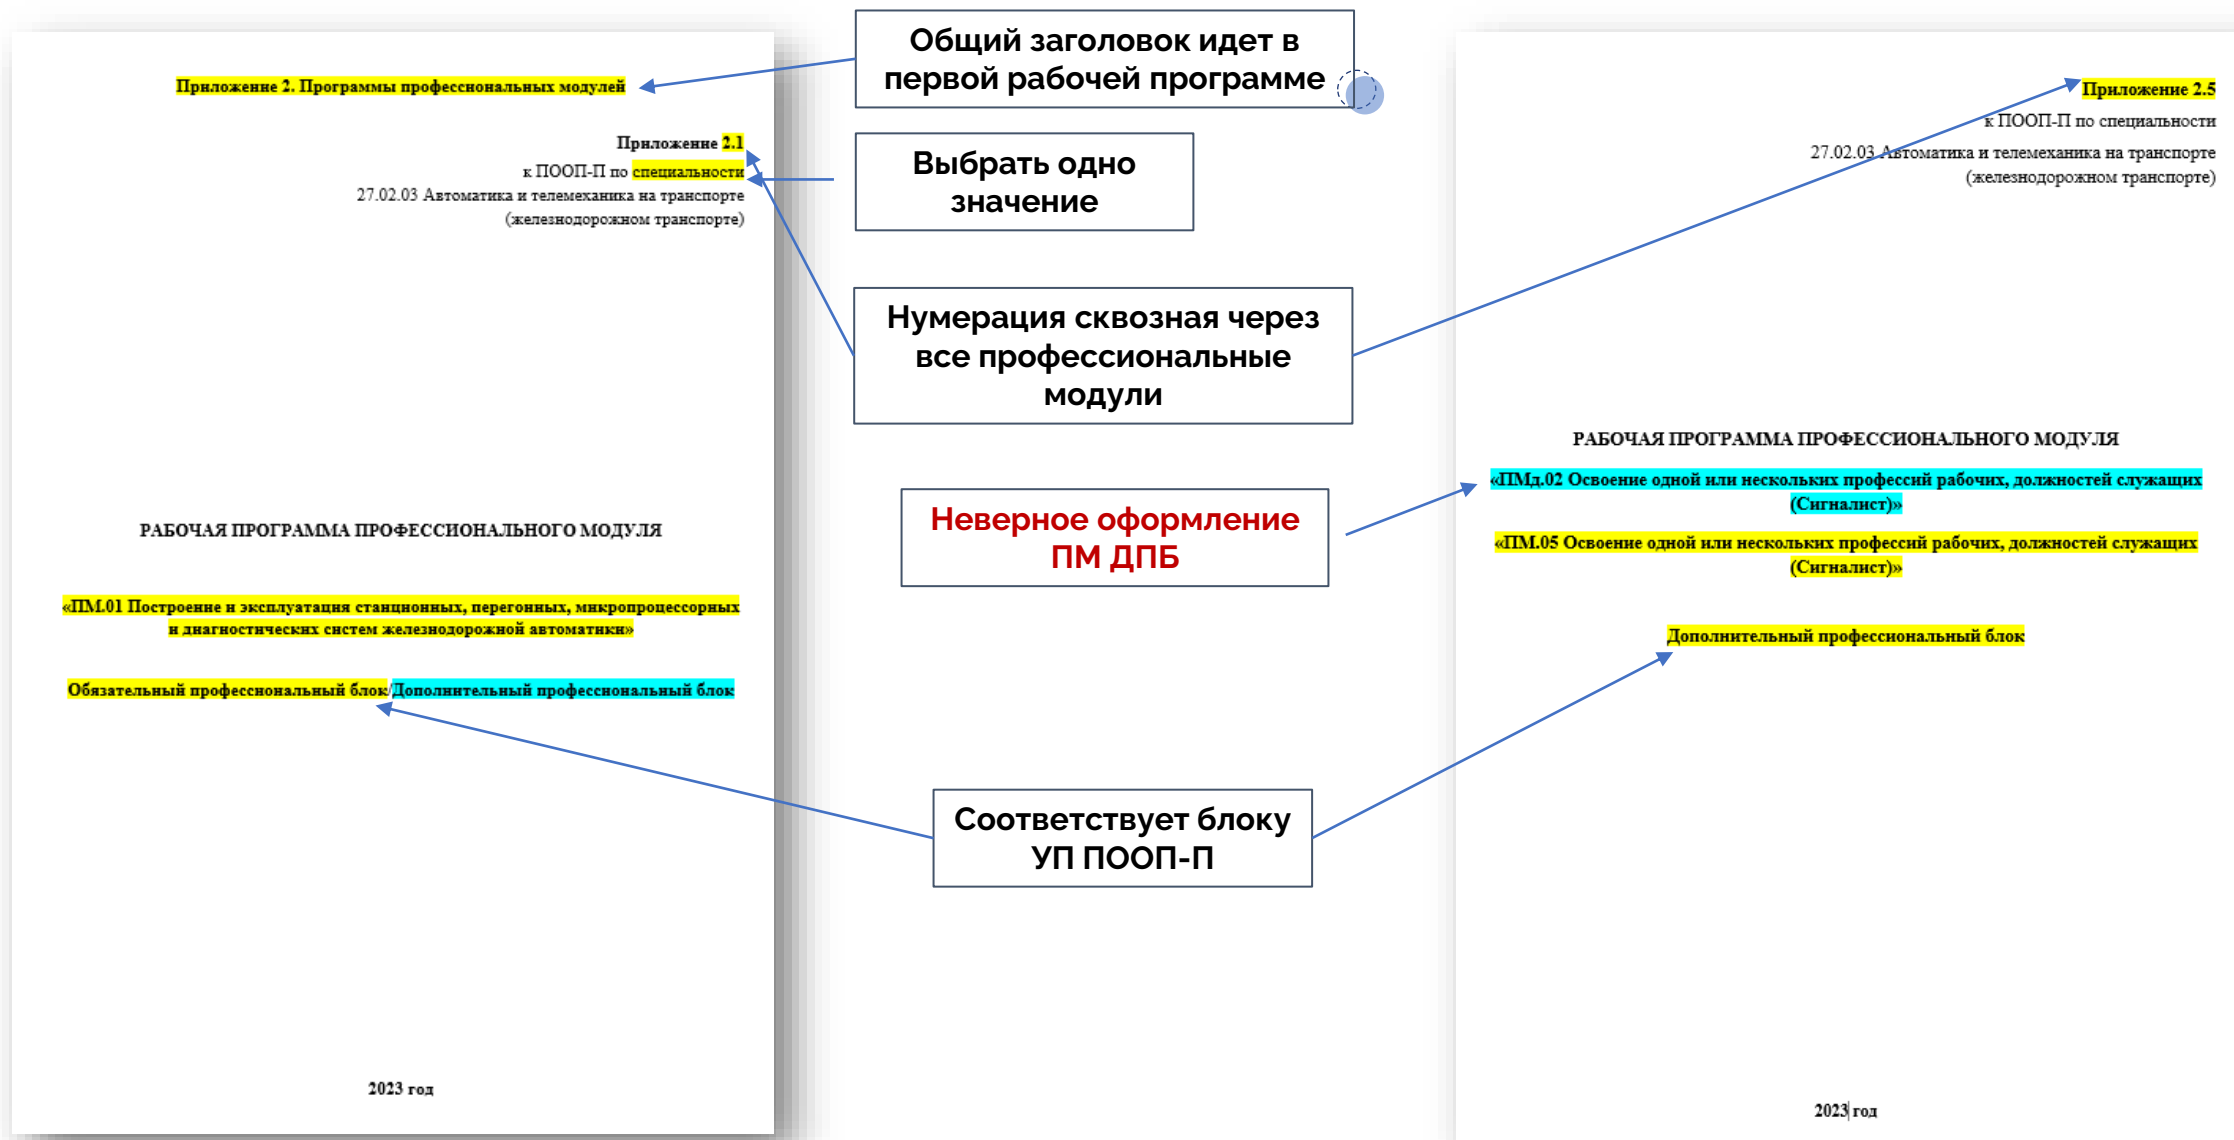 Приложение 2. Программы профессиональных модулей
Приложение 2.1
к ПООП-П по специальности
27.02.03 Автоматика и телемеханика на транспорте
(железнодорожном транспорте)
РАБОЧАЯ ПРОГРАММА ПРОФЕССИОНАЛЬНОГО МОДУЛЯ
«ПМ.01 Построение и эксплуатация станционных, перегонных, микропроцессорных
и диагностических систем железнодорожной автоматики»
Обязательный профессиональный блок/Дополнительный профессиональный блок
2023 год
Общий заголовок идет в
первой рабочей программе
Выбрать одно
значение
Нумерация сквозная через
все профессиональные
модули
Неверное оформление
ПМ ДПБ
Соответствует блоку
УП ПООП-П
Приложение 2.5
к ПООП-П по специальности
27.02.03 Автоматика и телемеханика на транспорте
(железнодорожном транспорте)
РАБОЧАЯ ПРОГРАММА ПРОФЕССИОНАЛЬНОГО МОДУЛЯ
«ПМд.02 Освоение одной или нескольких профессий рабочих, должностей служащих
(Сигналист)»
«ПМ.05 Освоение одной или нескольких профессий рабочих, должностей служащих
(Сигналист)»
Дополнительный профессиональный блок
2023 год